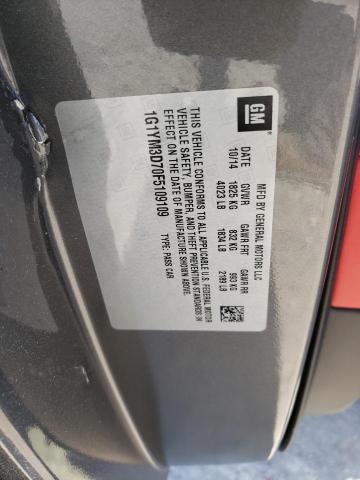 GM
MFD BY GENERAL MOTORS LLC
DATE GVWR GAWR FRT GAWR RR
10/14 1825 KG 832 KG 993 KG
4023 LB 1834 LB 2189 LB
THIS VEHICLE CONFORMS TO ALL APPLICABLE U.S. FEDERAL MOTOR
VEHICLE SAFETY, BUMPER, AND THEFT PREVENTION STANDARDS IN
EFFECT ON THE DATE OF MANUFACTURE SHOWN ABOVE.
1G1YM3D70F5109109 TYPE: PASS CAR